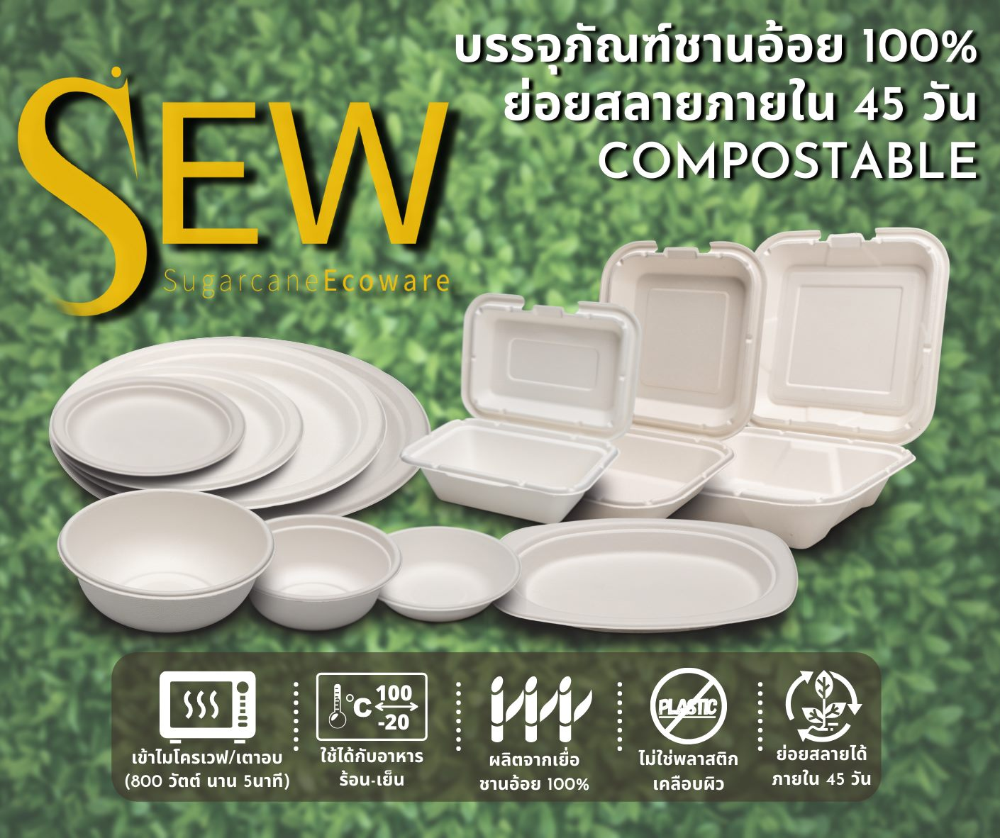 บรรจุภัณฑ์ชานอ้อย 100%
ย่อยสลายภายใน 45 วัน
COMPOSTABLE
SEW
SugarcaneEcoware
°C 100
-20
PLASTIC
เข้าไมโครเวฟ/เตาอบ
(800 วัตต์ นาน 5นาที)
ใช้ได้กับอาหาร
ร้อน-เย็น
ผลิตจากเยื่อ
ชานอ้อย 100%
ไม่ใช่พลาสติก
เคลือบผิว
ย่อยสลายได้
ภายใน 45 วัน